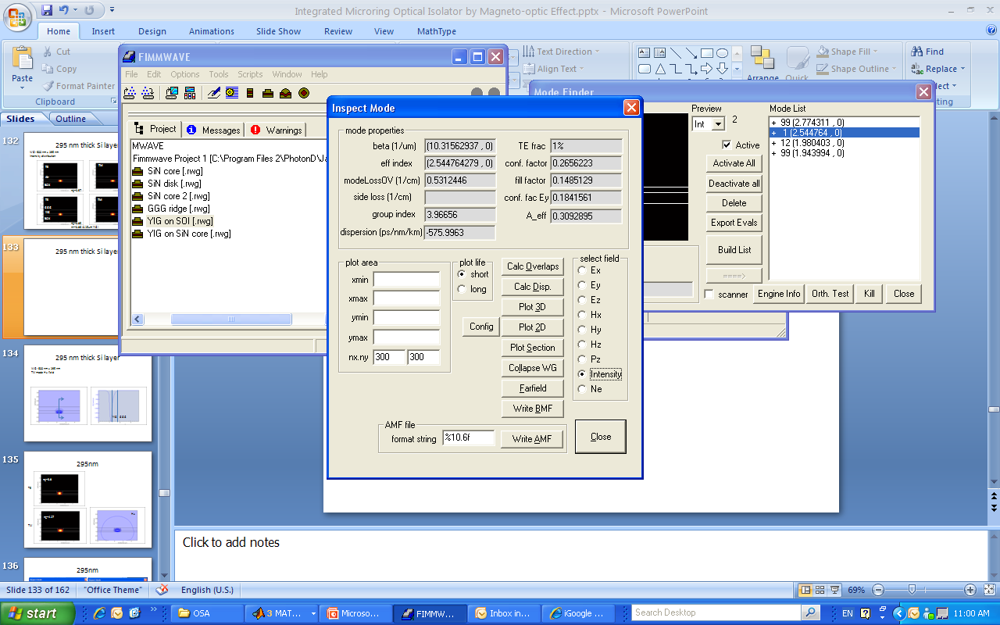 Integrated Microring Optical Isolator by Magneto-optic Effect.pptx - Microsoft PowerPoint
Home Insert Design Animations Slide Show Review View MathType
Paste
Cut
Copy
Format Painter
Clipboard
Text Direction
Align Text
Arrange
Quick
Shape Fill
Shape Outline
Find
Replace
Slides Outline
FIMMWAVE
File Edit Options Tools Scripts Window Help
Project Messages Warnings
MWAVE
Fimmwave Project 1 [C:\Program Files 2\PhotonD\Ja
SiN core [.rwg]
SiN disk [.rwg]
SiN core 2 [.rwg]
GGG ridge [.rwg]
YIG on SOI [.rwg]
YIG on SiN core [.rwg]
Mode Finder
Preview
Int
2
Active
Activate All
Deactivate all
Delete
Export Evals
Build List
====>
scanner
Mode List
+ 99 (2.774311 , 0)
+ 1 (2.544764 , 0)
+ 12 (1.980403 , 0)
+ 99 (1.943994 , 0)
Engine Info Orth. Test Kill Close
Inspect Mode
mode properties
beta (1/um) (10.31562937 , 0)
eff index (2.544764279 , 0)
modeLossOV (1/cm) 0.5312446
side loss (1/cm)
group index 3.96656
dispersion (ps/nm/km) -575.9963
TE frac 1%
conf. factor 0.2656223
fill factor 0.1485129
conf. fac Ey 0.1841561
A_eff 0.3092895
plot area
xmin
xmax
ymin
ymax
nx.ny 300 300
plot life
short
long
Config
Calc Overlaps
Calc Disp.
Plot 3D
Plot 2D
Plot Section
Collapse WG
Farfield
Write BMF
select field
Ex
Ey
Ez
Hx
Hy
Hz
Pz
Intensity
Ne
AMF file
format string %10.6f
Write AMF
Close
132
295 nm thick Si layer
133
295 nm thick Si layer
134
295 nm thick Si layer
135
295nm
136
295nm
Click to add notes
Slide 133 of 162 "Office Theme" English (U.S.) 69%
start OSA 3 MAT... Microso... FIMMW... Inbox in... iGoogle ... Search Desktop EN 11:00 AM